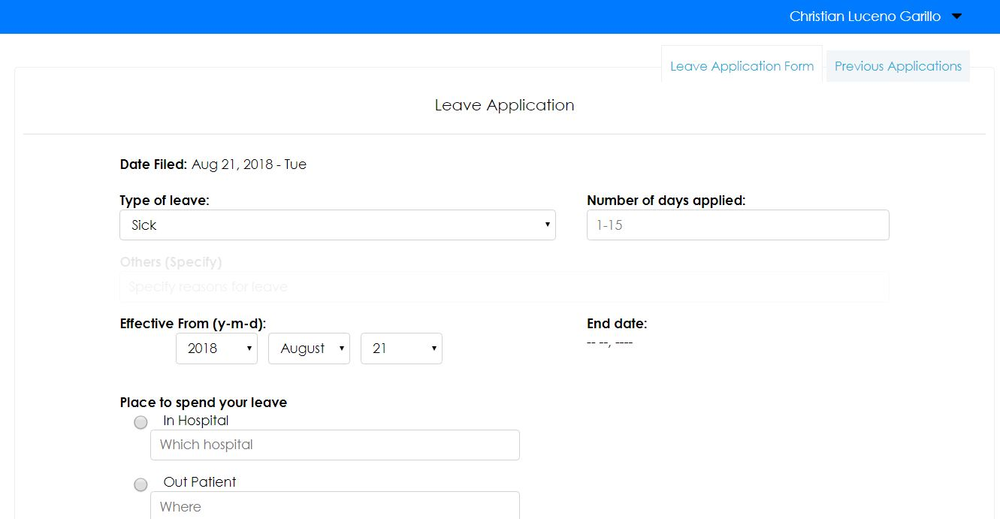 Christian Luceno Garillo
Leave Application Form Previous Applications
Leave Application
Date Filed: Aug 21, 2018 - Tue
Type of leave: Number of days applied:
Sick 1-15
Others (Specify)
Specify reasons for leave
Effective From (y-m-d): End date:
2018 August 21 -- --, ----
Place to spend your leave
In Hospital
Which hospital
Out Patient
Where